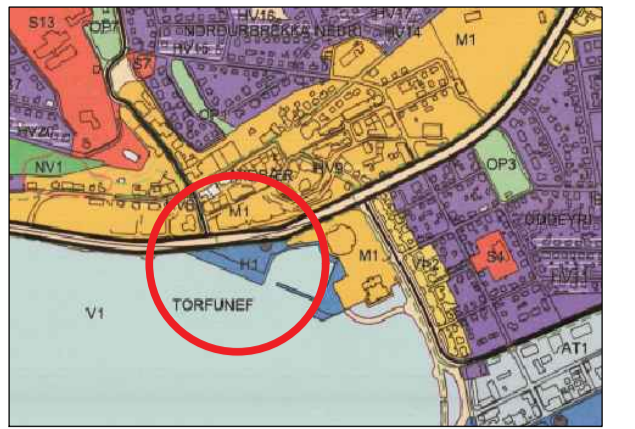 S13
OP7
HV16
HV17
NORÐURBREKKA NEÐRI
HV15
HV14
M1
S7
HV20
NV1
OP3
HV9
M1
ODDEYRI
H1
M1
S4
V1
TORFUNEF
AT1